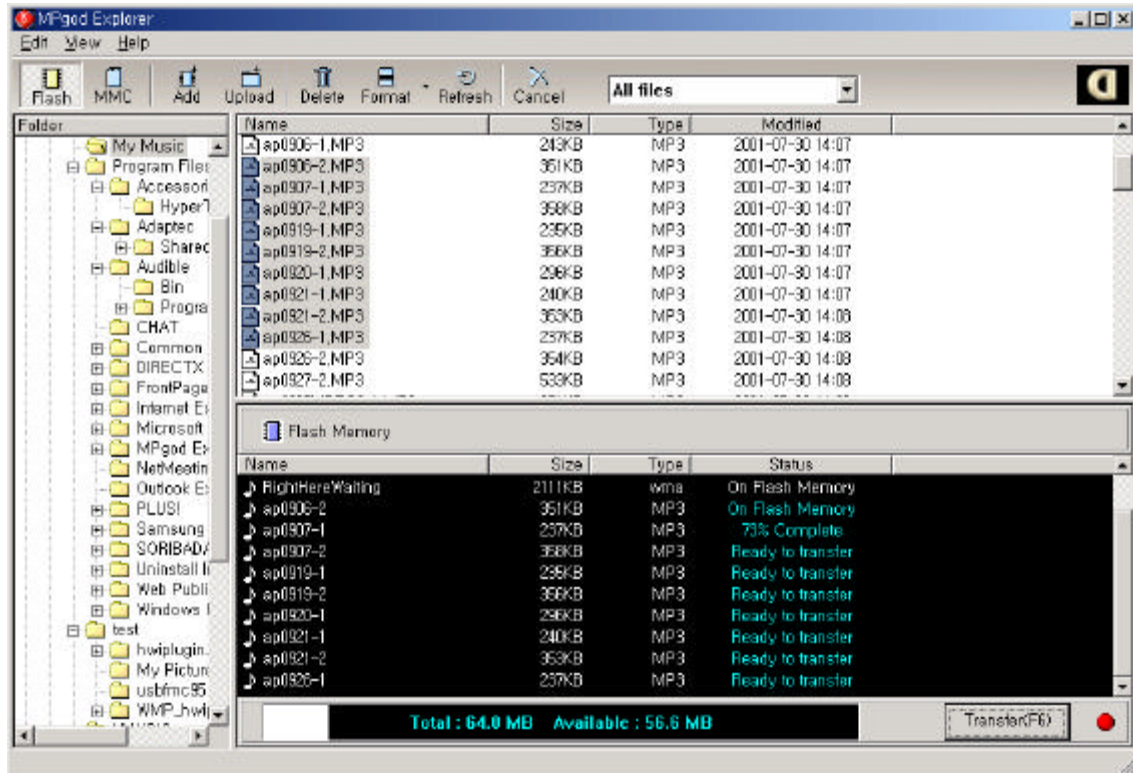 MPgod Explorer
Edit View Help
Flash MMC Add Upload Delete Format Refresh Cancel All files
Folder
My Music
Program Files
Accessori
HyperT
Adaptec
Shared
Audible
Bin
Progra
CHAT
Common
DIRECTX
FrontPage
Internet Ex
Microsoft
MPgod Ex
NetMeetin
Outlook Ex
PLUS!
Samsung
SORIBADA
Uninstall I
Web Publi
Windows
test
hwiplugin.
My Picture
usbfmc95
WMP_hwi
Name Size Type Modified
ap0906-1.MP3 243KB MP3 2001-07-30 14:07
ap0906-2.MP3 351KB MP3 2001-07-30 14:07
ap0907-1.MP3 237KB MP3 2001-07-30 14:07
ap0907-2.MP3 358KB MP3 2001-07-30 14:07
ap0919-1.MP3 235KB MP3 2001-07-30 14:07
ap0919-2.MP3 356KB MP3 2001-07-30 14:07
ap0920-1.MP3 296KB MP3 2001-07-30 14:07
ap0921-1.MP3 240KB MP3 2001-07-30 14:07
ap0921-2.MP3 353KB MP3 2001-07-30 14:08
ap0926-1.MP3 237KB MP3 2001-07-30 14:08
ap0926-2.MP3 354KB MP3 2001-07-30 14:08
ap0927-2.MP3 533KB MP3 2001-07-30 14:08
Flash Memory
Name Size Type Status
RightHereWaiting 2111KB wma On Flash Memory
ap0906-2 351KB MP3 On Flash Memory
ap0907-1 237KB MP3 73% Complete
ap0907-2 358KB MP3 Ready to transfer
ap0919-1 235KB MP3 Ready to transfer
ap0919-2 356KB MP3 Ready to transfer
ap0920-1 296KB MP3 Ready to transfer
ap0921-1 240KB MP3 Ready to transfer
ap0921-2 353KB MP3 Ready to transfer
ap0926-1 237KB MP3 Ready to transfer
Total : 64.0 MB Available : 56.6 MB
Transfer(F6)